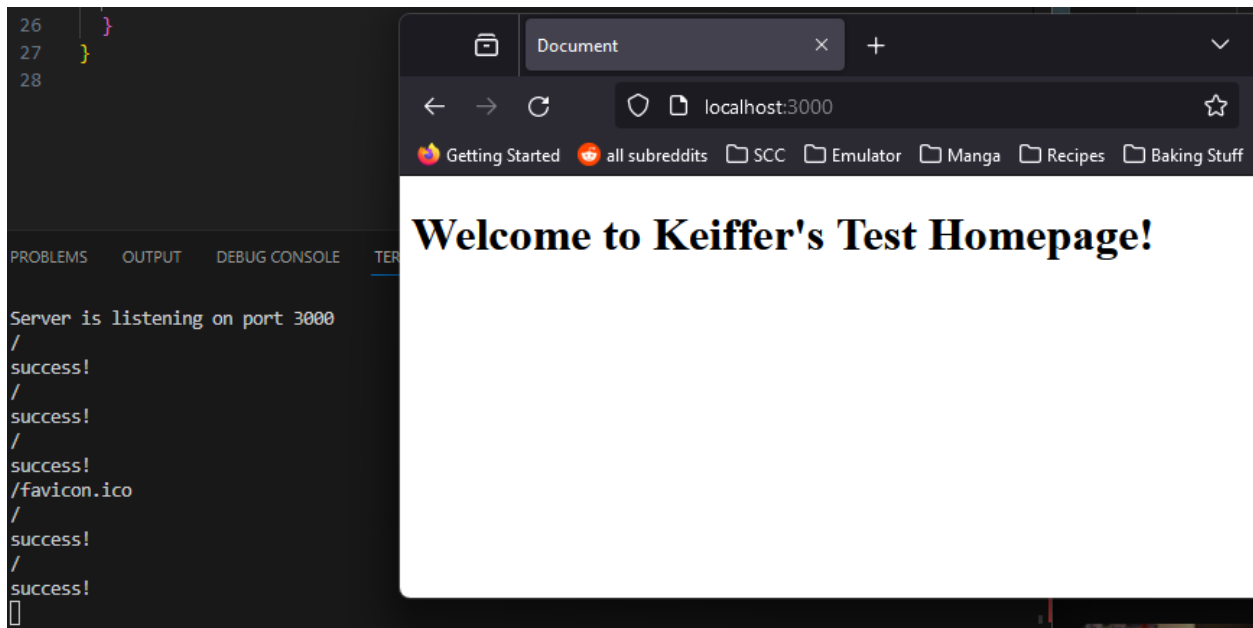 26 }
27 }
28
PROBLEMS OUTPUT DEBUG CONSOLE TER
Server is listening on port 3000
/
success!
/
success!
/
success!
/favicon.ico
/
success!
/
success!
Document
localhost:3000
Getting Started all subreddits SCC Emulator Manga Recipes Baking Stuff
Welcome to Keiffer's Test Homepage!